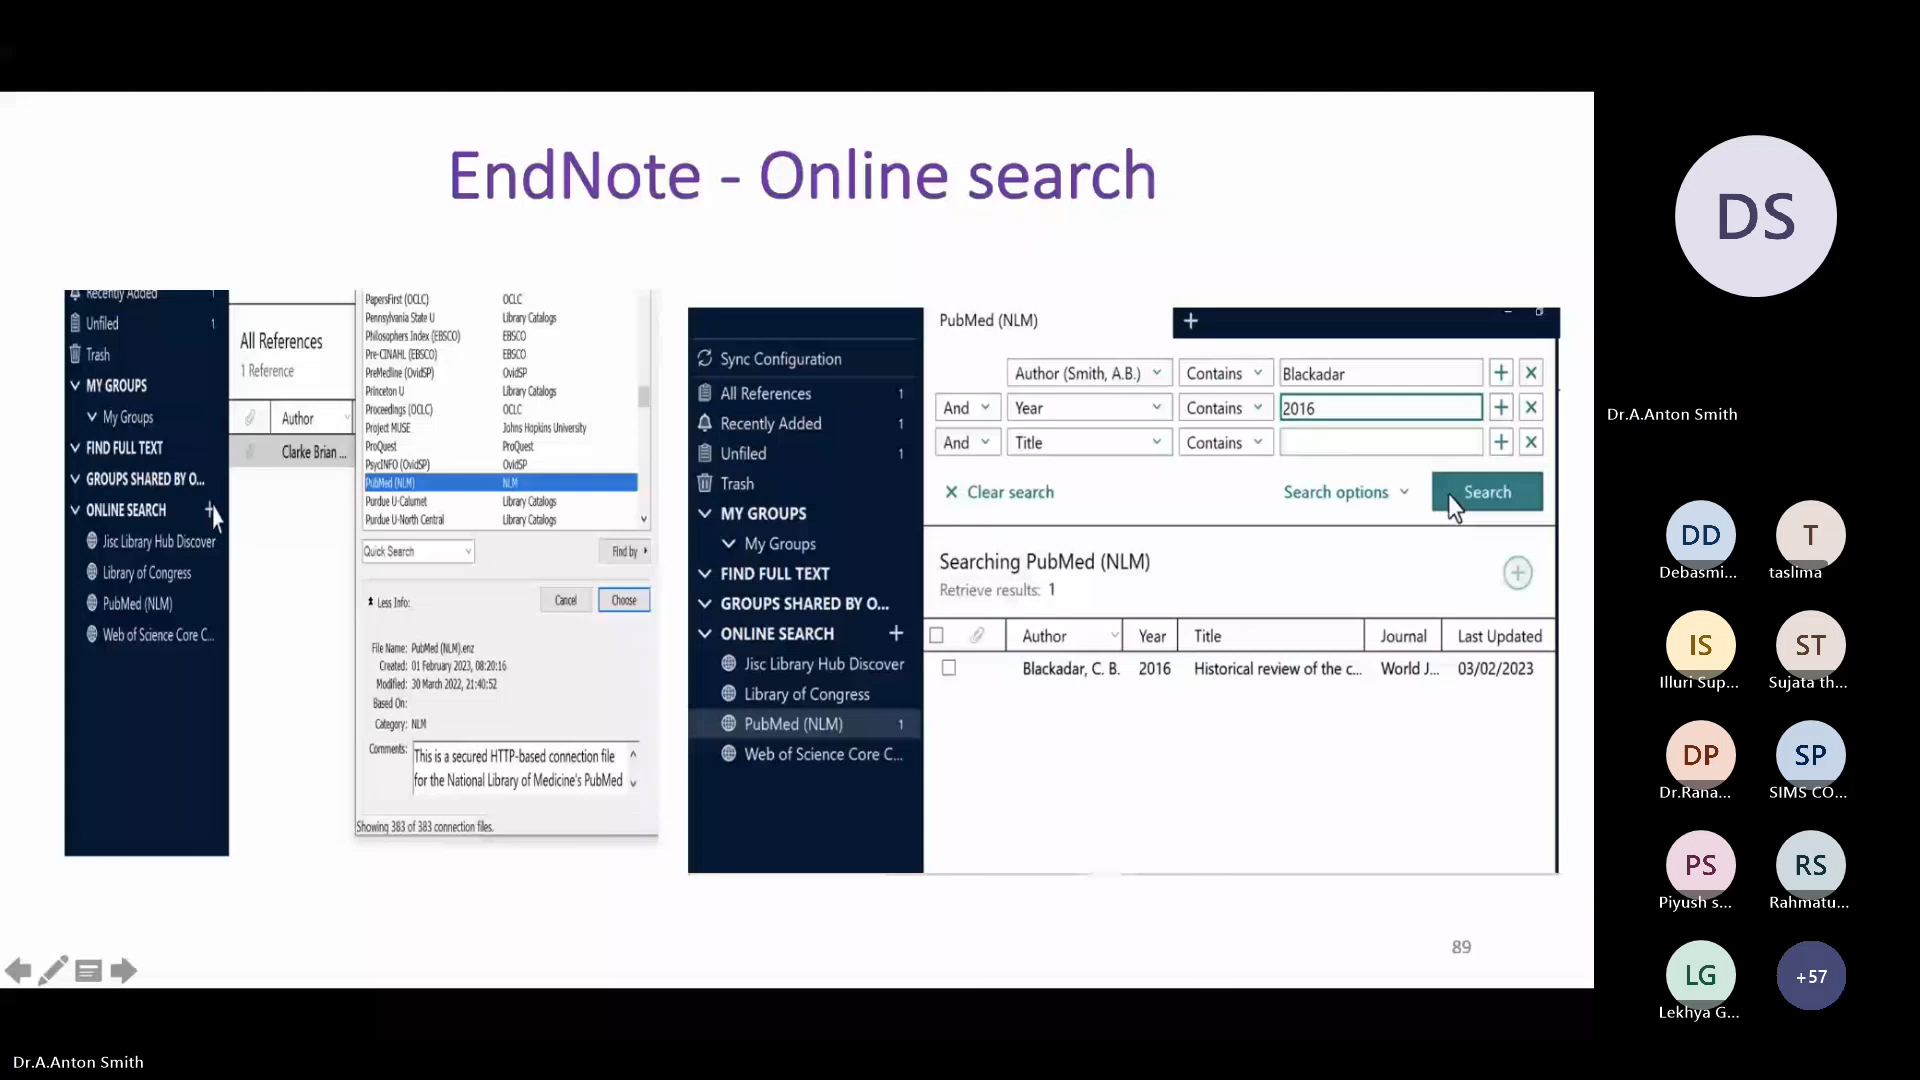 EndNote - Online search
Recently Added 1
Unfiled 1
Trash
MY GROUPS
My Groups
FIND FULL TEXT
GROUPS SHARED BY O...
ONLINE SEARCH +
Jisc Library Hub Discover
Library of Congress
PubMed (NLM)
Web of Science Core C...
All References
1 Reference
Author
Clarke Brian ...
PapersFirst (OCLC) OCLC
Pennsylvania State U Library Catalogs
Philosophers Index (EBSCO) EBSCO
Pre-CINAHL (EBSCO) EBSCO
PreMedline (OvidSP) OvidSP
Princeton U Library Catalogs
Proceedings (OCLC) OCLC
Project MUSE Johns Hopkins University
ProQuest ProQuest
PsycINFO (OvidSP) OvidSP
PubMed (NLM) NLM
Purdue U-Calumet Library Catalogs
Purdue U-North Central Library Catalogs
Quick Search Find by
Less Info: Cancel Choose
File Name: PubMed (NLM).enz
Created: 01 February 2023, 08:20:16
Modified: 30 March 2022, 21:40:52
Based On:
Category: NLM
Comments: This is a secured HTTP-based connection file
for the National Library of Medicine's PubMed
Showing 383 of 383 connection files.
Sync Configuration
All References 1
Recently Added 1
Unfiled 1
Trash
MY GROUPS
My Groups
FIND FULL TEXT
GROUPS SHARED BY O...
ONLINE SEARCH +
Jisc Library Hub Discover
Library of Congress
PubMed (NLM) 1
Web of Science Core C...
PubMed (NLM) +
Author (Smith, A.B.) Contains Blackadar + X
And Year Contains 2016 + X
And Title Contains + X
X Clear search Search options Search
Searching PubMed (NLM)
Retrieve results: 1
Author Year Title Journal Last Updated
Blackadar, C. B. 2016 Historical review of the c... World J... 03/02/2023
89
DS
Dr.A.Anton Smith
DD T
Debasmi... taslima
IS ST
Illuri Sup... Sujata th...
DP SP
Dr.Rana... SIMS CO...
PS RS
Piyush s... Rahmatu...
LG +57
Lekhya G...
Dr.A.Anton Smith